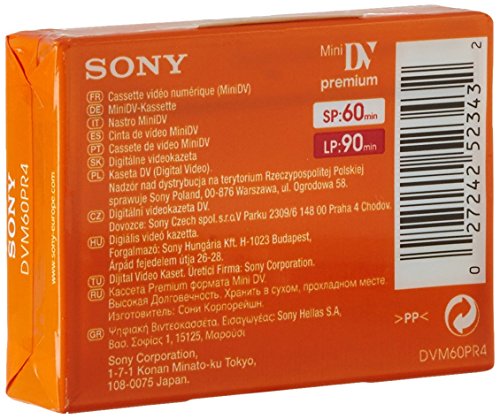 SONY
Mini DV
premium
SP:60min
LP:90min
FR Cassette vidéo numérique (MiniDV)
DE MiniDV-Kassette
IT Nastro MiniDV
ES Cinta de vídeo MiniDV
PT Cassete de vídeo MiniDV
SK Digitálne videokazeta
PL Kaseta DV (Digital Video).
Nadzór nad dystrybucją na terytorium Rzeczypospolitej Polskiej
sprawuje Sony Poland, 00-876 Warszawa, ul. Ogrodowa 58.
CZ Digitální videokazeta DV.
Dovozce: Sony Czech spol.s.r.o.V Parku 2309/6 148 00 Praha 4 Chodov.
HU Digiális videó kazetta.
Forgalmazó: Sony Hungária Kft. H-1023 Budapest,
Árpád fejedelem útja 26-28.
TU Dijital Video Kaset. Üretici Firma: Sony Corporation.
RU Кассета Premium формата Mini DV.
Высокая Долговечность. Хранить в сухом, прохладном месте.
Изготовитель: Сони Корпорейшн.
GR Ψηφιακή Βιντεοκασσέτα. Εισαγωγέας Sony Hellas S.A,
Βασ. Σοφίας 1, 15125, Μαρούσι
Sony Corporation,
1-7-1 Konan Minato-ku Tokyo,
108-0075 Japan
0 27242 52343 2
>PP<
DVM60PR4
SONY
DVM60PR4
www.sony-europe.com